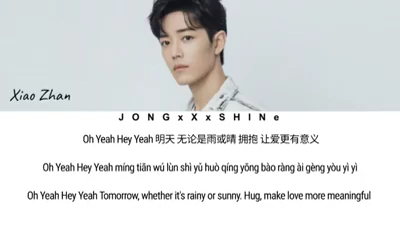 Xiao Zhan
JONGxXxSHINe
Oh Yeah Hey Yeah 明天 无论是雨或晴 拥抱 让爱更有意义
Oh Yeah Hey Yeah míng tiān wú lùn shì yǔ huò qíng yōng bào ràng ài gèng yòu yì yì
Oh Yeah Hey Yeah Tomorrow, whether it's rainy or sunny. Hug, make love more meaningful